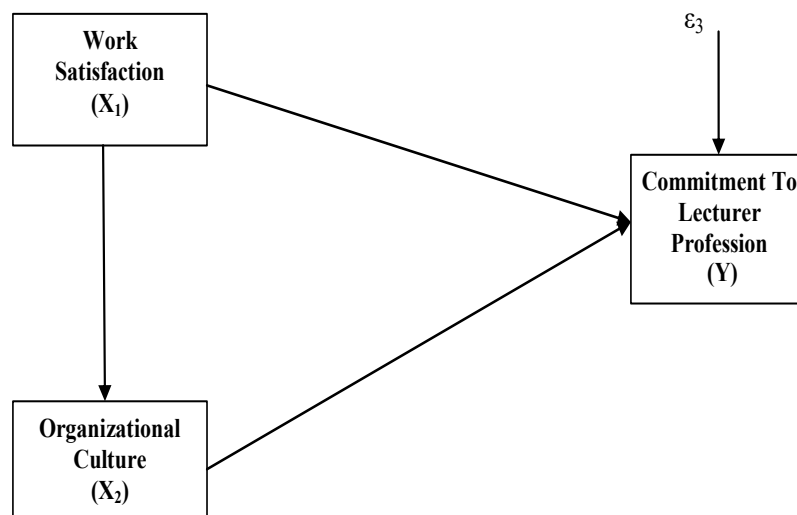 Work
Satisfaction
(X₁)
ε₃
Commitment To
Lecturer
Profession
(Y)
Organizational
Culture
(X₂)